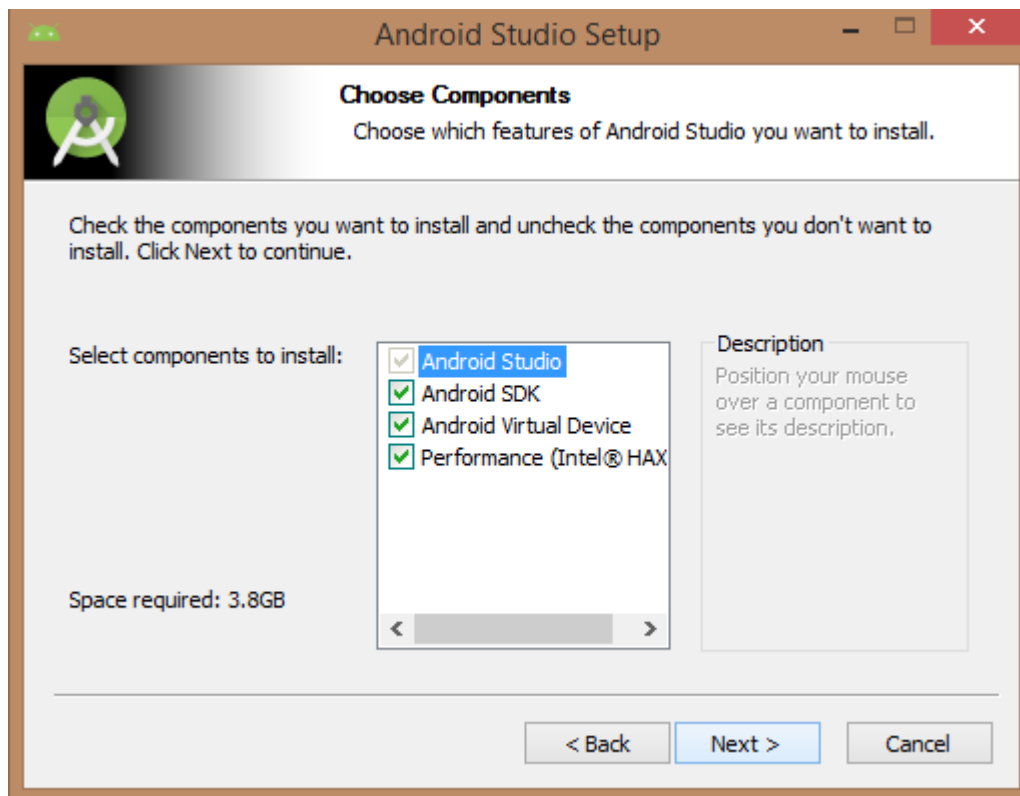 Android Studio Setup
Choose Components
Choose which features of Android Studio you want to install.
Check the components you want to install and uncheck the components you don't want to
install. Click Next to continue.
Select components to install:
Android Studio
Android SDK
Android Virtual Device
Performance (Intel® HAX
Description
Position your mouse
over a component to
see its description.
Space required: 3.8GB
< Back
Next >
Cancel